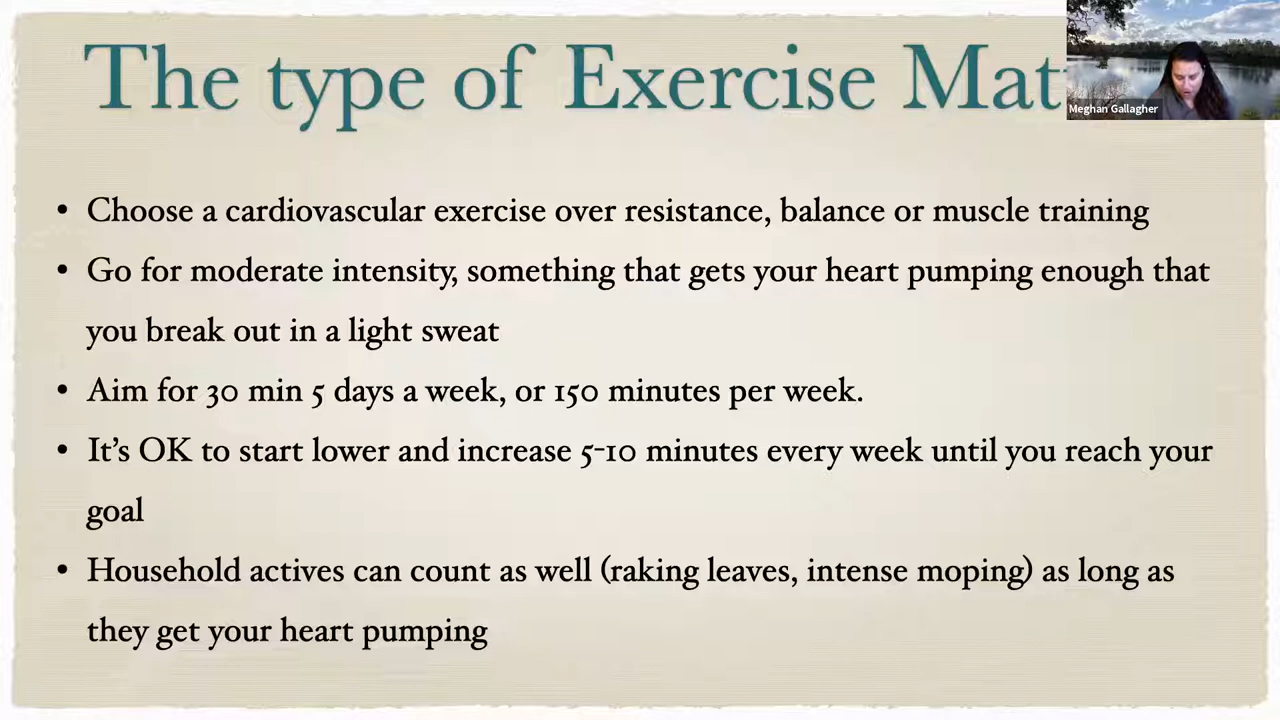 The type of Exercise Mat
Meghan Gallagher
• Choose a cardiovascular exercise over resistance, balance or muscle training
• Go for moderate intensity, something that gets your heart pumping enough that
you break out in a light sweat
• Aim for 30 min 5 days a week, or 150 minutes per week.
• It’s OK to start lower and increase 5-10 minutes every week until you reach your
goal
• Household actives can count as well (raking leaves, intense moping) as long as
they get your heart pumping